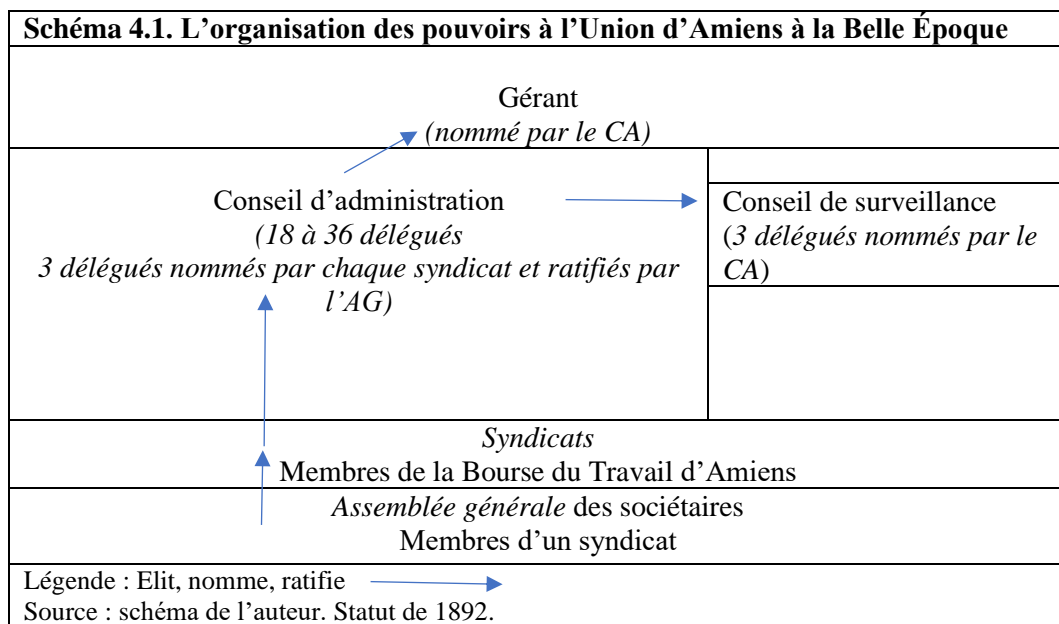 Schéma 4.1. L’organisation des pouvoirs à l’Union d’Amiens à la Belle Époque
Gérant
(nommé par le CA)
Conseil d’administration
(18 à 36 délégués
3 délégués nommés par chaque syndicat et ratifiés par
l’AG)
Conseil de surveillance
(3 délégués nommés par le
CA)
Syndicats
Membres de la Bourse du Travail d’Amiens
Assemblée générale des sociétaires
Membres d’un syndicat
Légende : Elit, nomme, ratifie
Source : schéma de l’auteur. Statut de 1892.